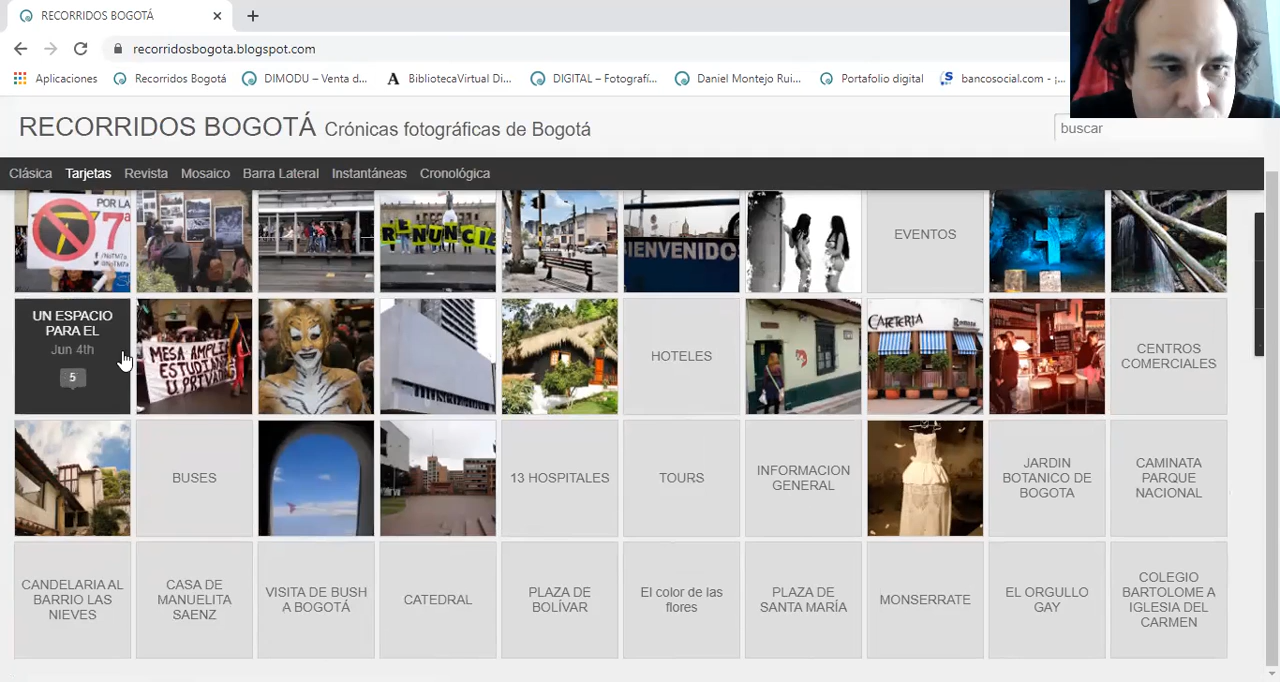 RECORRIDOS BOGOTÁ
recorridosbogota.blogspot.com
Aplicaciones
Recorridos Bogotá
DIMODU – Venta d...
BibliotecaVirtual Di...
DIGITAL – Fotografí...
Daniel Montejo Rui...
Portafolio digital
bancosocial.com - ¡...
RECORRIDOS BOGOTÁ Crónicas fotográficas de Bogotá
buscar
Clásica Tarjetas Revista Mosaico Barra Lateral Instantáneas Cronológica
POR LA
7ª
RENUNCIE
BIENVENIDO
EVENTOS
UN ESPACIO
PARA EL
Jun 4th
5
MESA AMPLIA
ESTUDIANT
U PRIVADA
HOTELES
CAFETERIA Romana
CENTROS
COMERCIALES
BUSES
13 HOSPITALES
TOURS
INFORMACION
GENERAL
JARDIN
BOTANICO DE
BOGOTA
CAMINATA
PARQUE
NACIONAL
CANDELARIA AL
BARRIO LAS
NIEVES
CASA DE
MANUELITA
SAENZ
VISITA DE BUSH
A BOGOTÁ
CATEDRAL
PLAZA DE
BOLÍVAR
El color de las
flores
PLAZA DE
SANTA MARÍA
MONSERRATE
EL ORGULLO
GAY
COLEGIO
BARTOLOME A
IGLESIA DEL
CARMEN